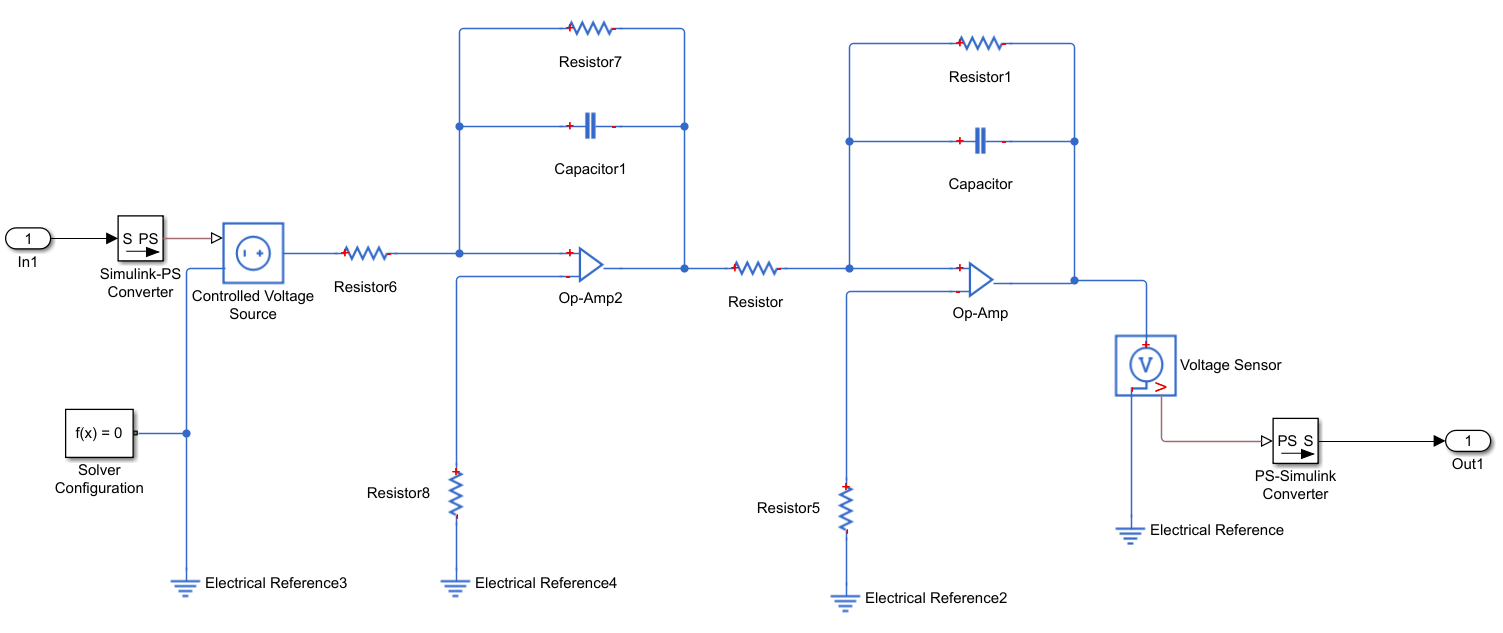 Resistor7
Resistor1
Capacitor1
Capacitor
1
In1
S PS
Simulink-PS
Converter
Controlled Voltage
Source
Resistor6
Op-Amp2
Resistor
Op-Amp
V
V
Voltage Sensor
f(x) = 0
Solver
Configuration
Resistor8
Resistor5
PS S
PS-Simulink
Converter
1
Out1
Electrical Reference
Electrical Reference3
Electrical Reference4
Electrical Reference2